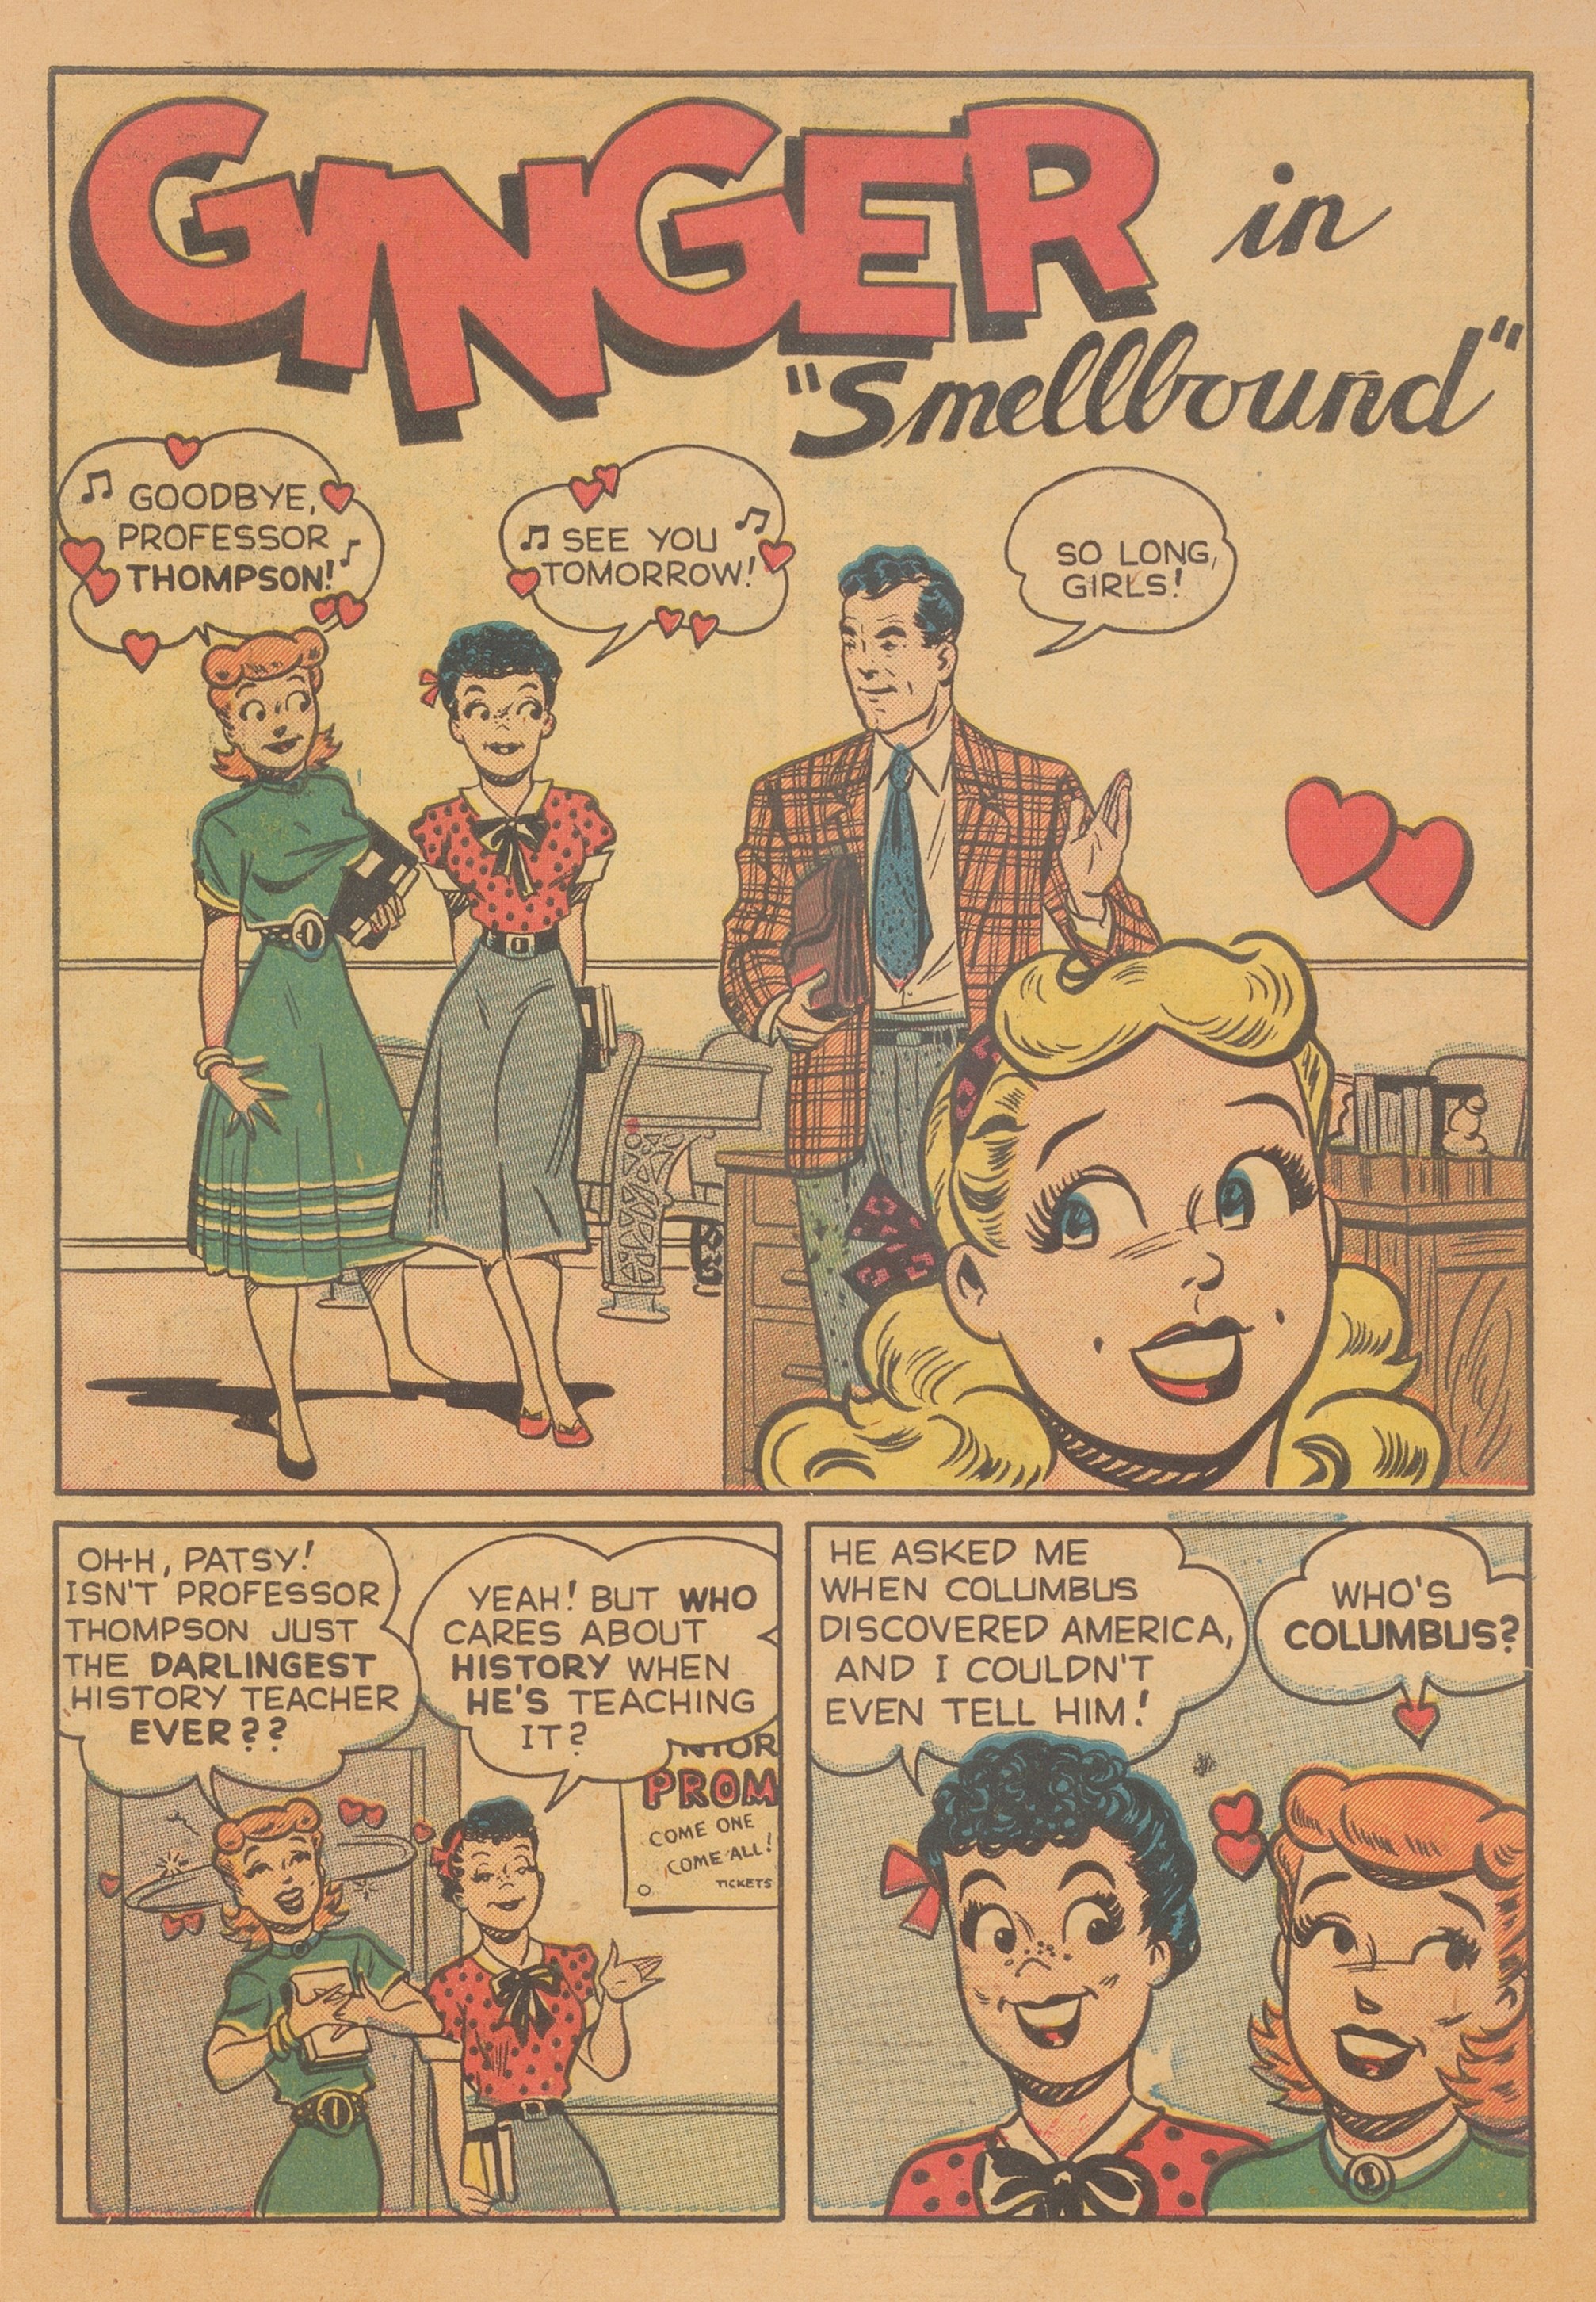 GINGER in
"Smellbound"
GOODBYE,
PROFESSOR
THOMPSON!
SEE YOU
TOMORROW!
SO LONG,
GIRLS!
OH-H, PATSY!
ISN'T PROFESSOR
THOMPSON JUST
THE DARLINGEST
HISTORY TEACHER
EVER??
YEAH! BUT WHO
CARES ABOUT
HISTORY WHEN
HE'S TEACHING
IT?
NIOR
PROM
COME ONE
COME ALL!
TICKETS
HE ASKED ME
WHEN COLUMBUS
DISCOVERED AMERICA,
AND I COULDN'T
EVEN TELL HIM!
WHO'S
COLUMBUS?